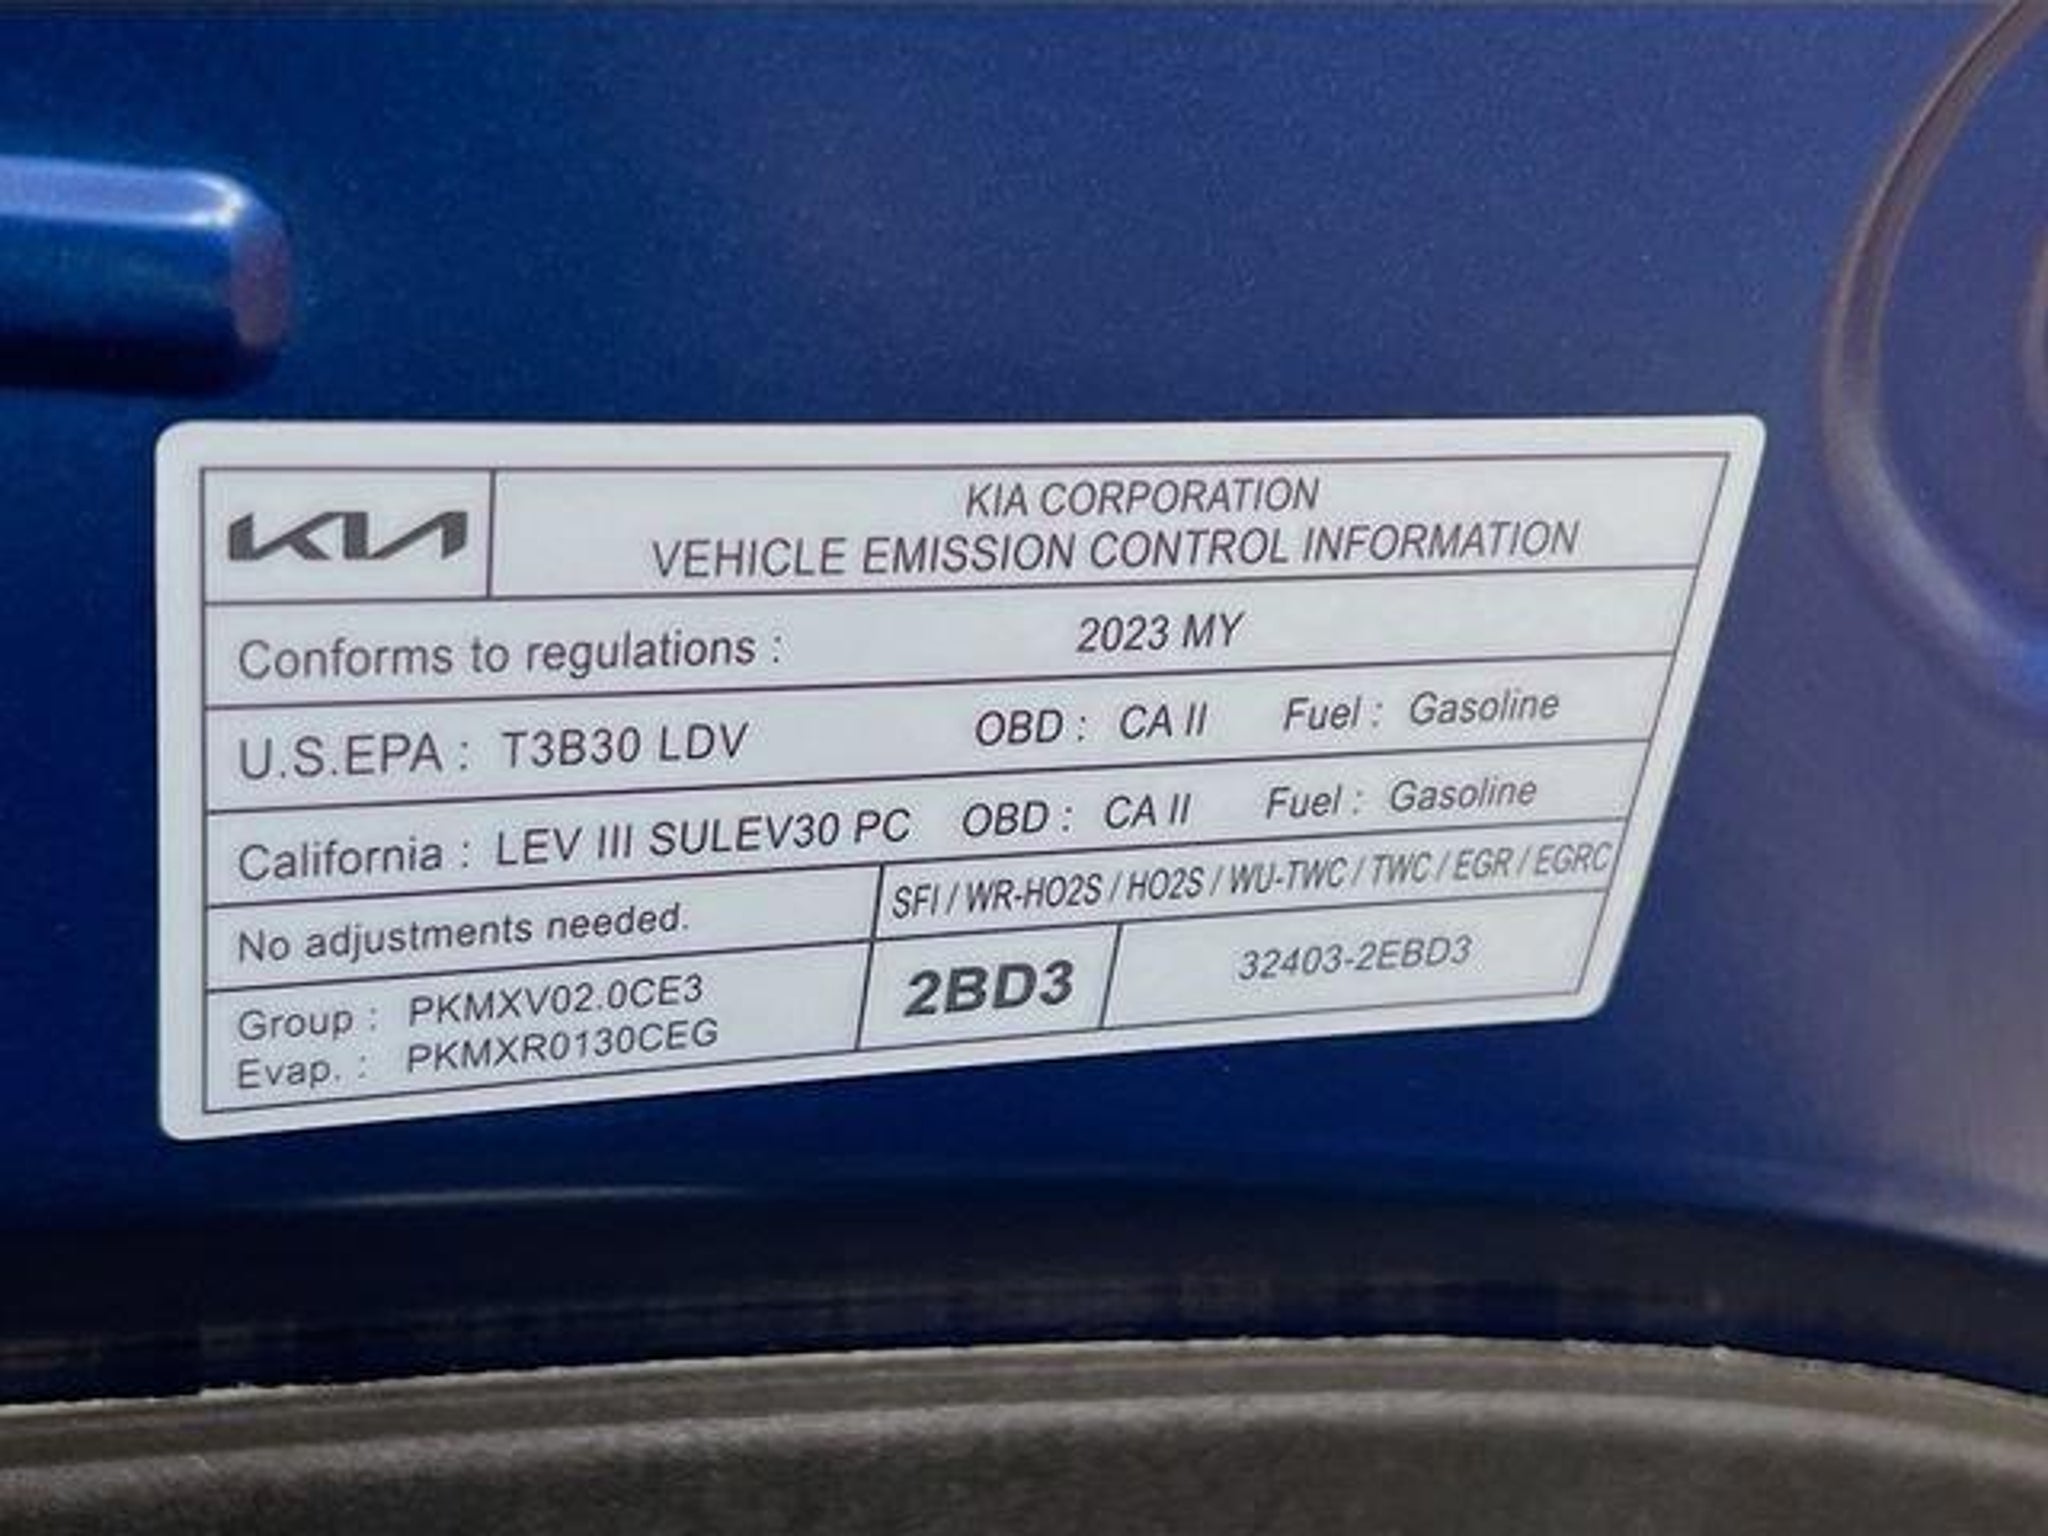 KIA
KIA CORPORATION
VEHICLE EMISSION CONTROL INFORMATION
Conforms to regulations : 2023 MY
U.S.EPA : T3B30 LDV OBD : CA II Fuel : Gasoline
California : LEV III SULEV30 PC OBD : CA II Fuel : Gasoline
No adjustments needed. SFI / WR-HO2S / HO2S / WU-TWC / TWC / EGR / EGRC
Group : PKMXV02.0CE3
Evap. : PKMXR0130CEG
2BD3 32403-2EBD3